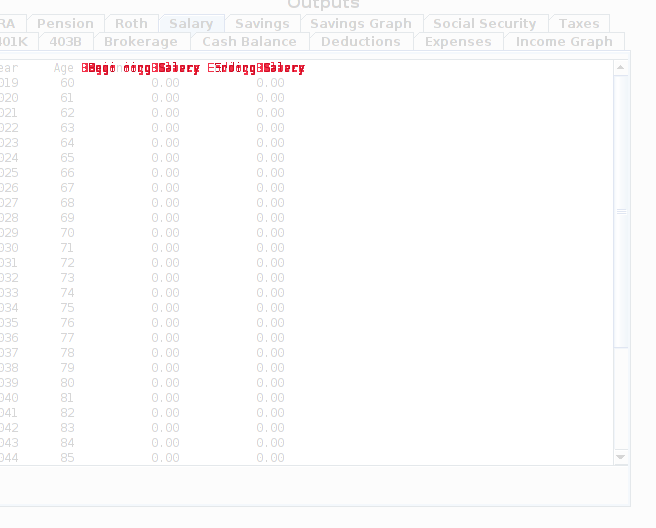 Outputs
RA Pension Roth Salary Savings Savings Graph Social Security Taxes
401K 403B Brokerage Cash Balance Deductions Expenses Income Graph
ear Age
019 60 0.00 0.00
020 61 0.00 0.00
021 62 0.00 0.00
022 63 0.00 0.00
023 64 0.00 0.00
024 65 0.00 0.00
025 66 0.00 0.00
026 67 0.00 0.00
027 68 0.00 0.00
028 69 0.00 0.00
029 70 0.00 0.00
030 71 0.00 0.00
031 72 0.00 0.00
032 73 0.00 0.00
033 74 0.00 0.00
034 75 0.00 0.00
035 76 0.00 0.00
036 77 0.00 0.00
037 78 0.00 0.00
038 79 0.00 0.00
039 80 0.00 0.00
040 81 0.00 0.00
041 82 0.00 0.00
042 83 0.00 0.00
043 84 0.00 0.00
044 85 0.00 0.00